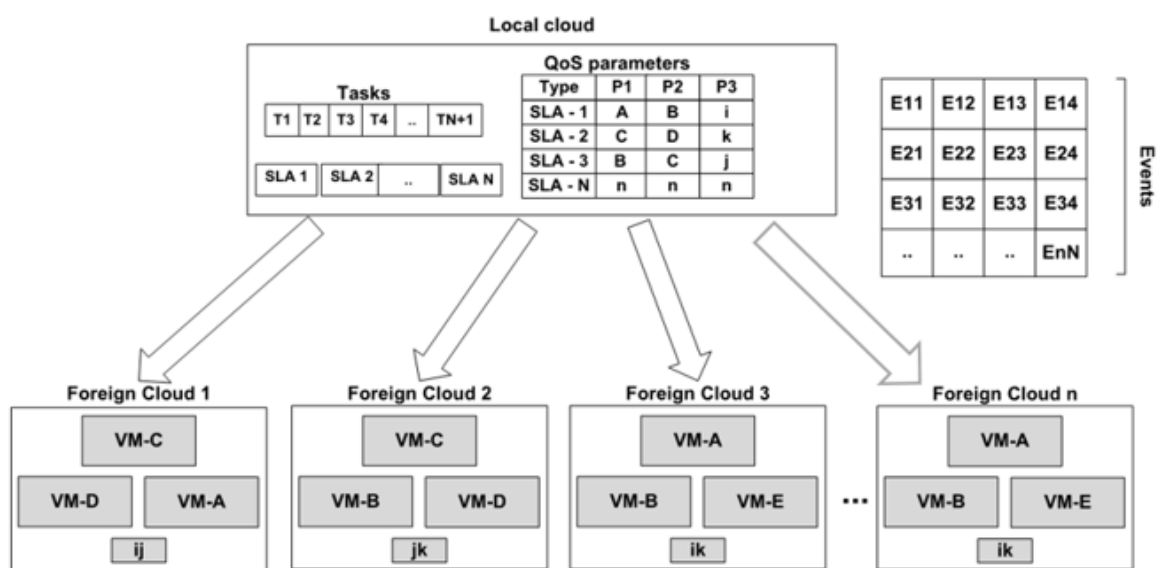 Local cloud
QoS parameters
Tasks
T1 T2 T3 T4 .. TN+1
SLA 1 SLA 2 .. SLA N
Type P1 P2 P3
SLA - 1 A B i
SLA - 2 C D k
SLA - 3 B C j
SLA - N n n n
E11 E12 E13 E14
E21 E22 E23 E24
E31 E32 E33 E34
.. .. .. EnN
Events
Foreign Cloud 1
VM-C
VM-D VM-A
ij
Foreign Cloud 2
VM-C
VM-B VM-D
jk
Foreign Cloud 3
VM-A
VM-B VM-E
ik
...
Foreign Cloud n
VM-A
VM-B VM-E
ik